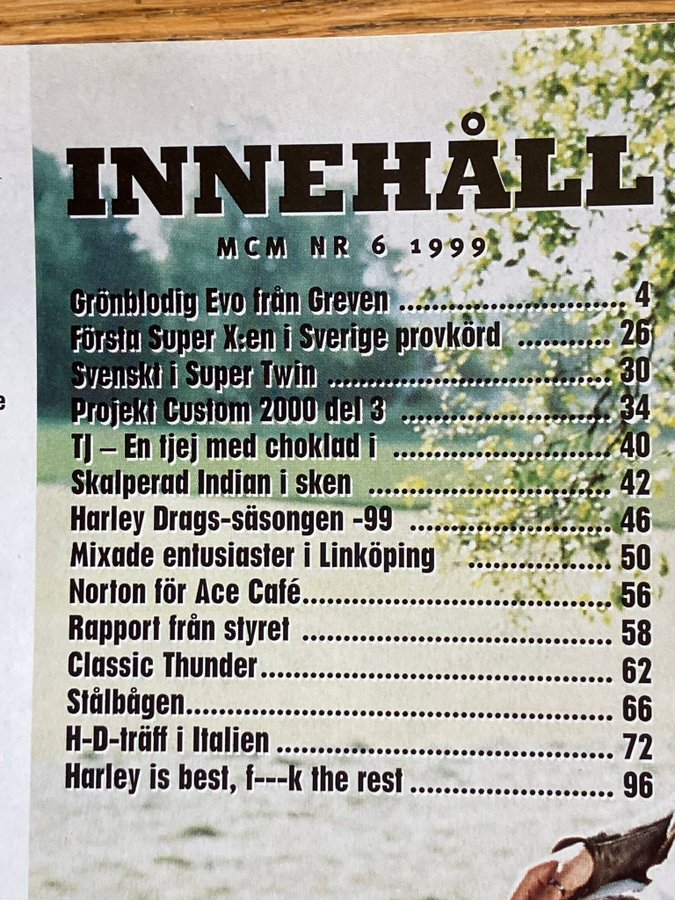 INNEHÅLL
MCM NR 6 1999
Grönblodig Evo från Greven ........................ 4
Första Super X:en i Sverige provkörd ............ 26
Svenskt i Super Twin .................................... 30
Projekt Custom 2000 del 3 ........................... 34
TJ – En tjej med choklad i ............................ 40
Skalperad Indian i sken ............................... 42
Harley Drags-säsongen -99 ......................... 46
Mixade entusiaster i Linköping .................. 50
Norton för Ace Café....................................... 56
Rapport från styret ....................................... 58
Classic Thunder............................................. 62
Stålbågen....................................................... 66
H-D-träff i Italien ........................................... 72
Harley is best, f---k the rest .......................... 96
e